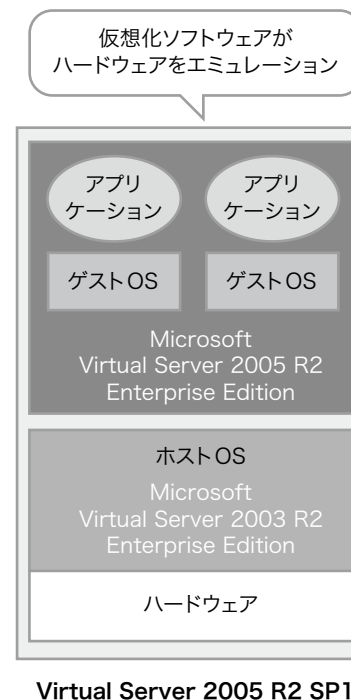 仮想化ソフトウェアが
ハードウェアをエミュレーション
アプリ
ケーション
アプリ
ケーション
ゲストOS
ゲストOS
Microsoft
Virtual Server 2005 R2
Enterprise Edition
ホストOS
Microsoft
Virtual Server 2003 R2
Enterprise Edition
ハードウェア
Virtual Server 2005 R2 SP1